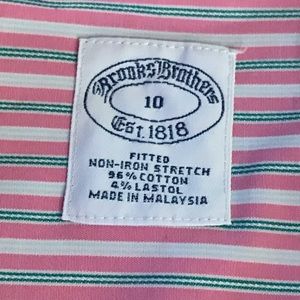 Brooks Brothers
10
Est. 1818
FITTED
NON-IRON STRETCH
96% COTTON
4% LASTOL
MADE IN MALAYSIA